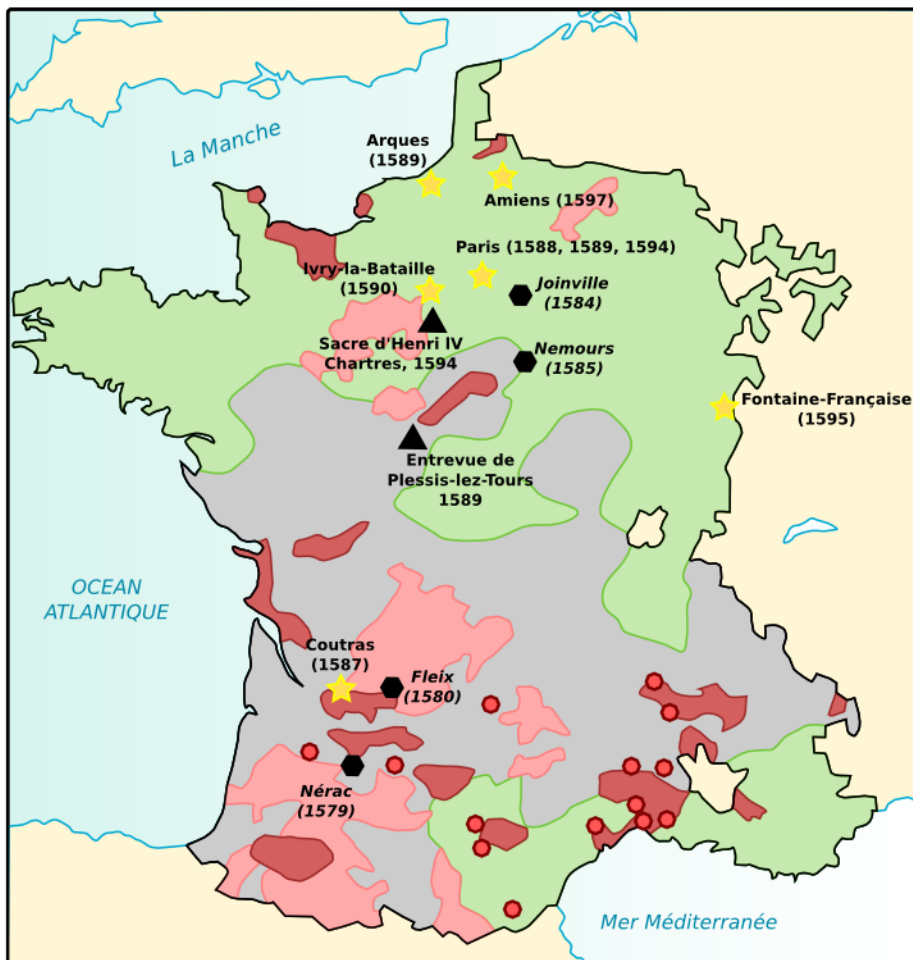 La Manche
Arques
(1589)
Amiens (1597)
Paris (1588, 1589, 1594)
Ivry-la-Bataille
(1590)
Joinville
(1584)
Sacre d'Henri IV
Chartres, 1594
Nemours
(1585)
Fontaine-Française
(1595)
Entrevue de
Plessis-lez-Tours
1589
OCEAN
ATLANTIQUE
Coutras
(1587)
Fleix
(1580)
Nérac
(1579)
Mer Méditerranée